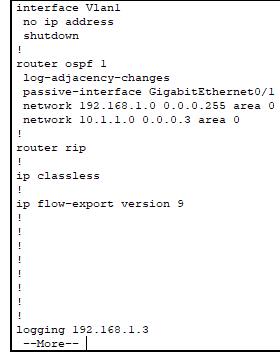 interface Vlan1
 no ip address
 shutdown
!
router ospf 1
 log-adjacency-changes
 passive-interface GigabitEthernet0/1
 network 192.168.1.0 0.0.0.255 area 0
 network 10.1.1.0 0.0.0.3 area 0
!
router rip
!
ip classless
!
ip flow-export version 9
!
!
!
!
!
!
!
!
logging 192.168.1.3
 --More--